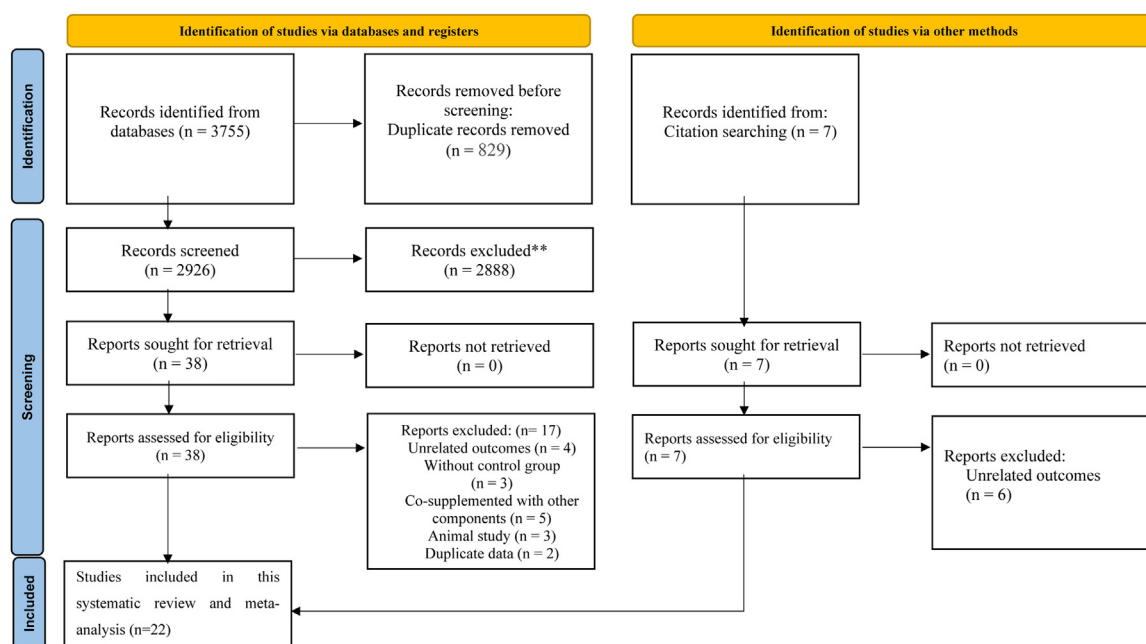 Identification of studies via databases and registers
Identification of studies via other methods
Identification
Records identified from
databases (n = 3755)
Records removed before
screening:
Duplicate records removed
(n = 829)
Records identified from:
Citation searching (n = 7)
Screening
Records screened
(n = 2926)
Records excluded**
(n = 2888)
Reports sought for retrieval
(n = 38)
Reports not retrieved
(n = 0)
Reports sought for retrieval
(n = 7)
Reports not retrieved
(n = 0)
Reports assessed for eligibility
(n = 38)
Reports excluded: (n= 17)
Unrelated outcomes (n = 4)
Without control group
(n = 3)
Co-supplemented with other
components (n = 5)
Animal study (n = 3)
Duplicate data (n = 2)
Reports assessed for eligibility
(n = 7)
Reports excluded:
Unrelated outcomes
(n = 6)
Included
Studies included in this
systematic review and meta-
analysis (n=22)